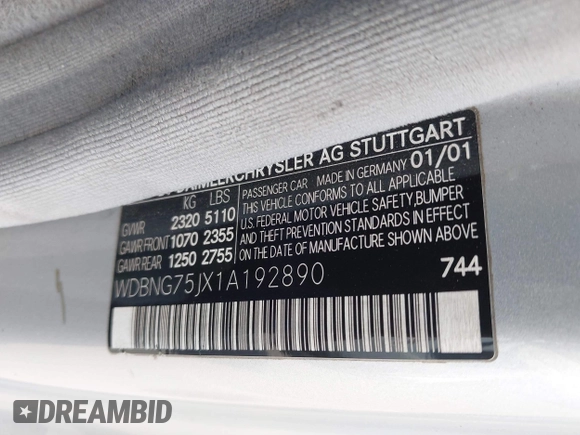 DAIMLERCHRYSLER AG STUTTGART
PASSENGER CAR MADE IN GERMANY 01/01
KG LBS
GVWR 2320 5110
GAWR FRONT 1070 2355
GAWR REAR 1250 2755
THIS VEHICLE CONFORMS TO ALL APPLICABLE
U.S. FEDERAL MOTOR VEHICLE SAFETY, BUMPER
AND THEFT PREVENTION STANDARDS IN EFFECT
ON THE DATE OF MANUFACTURE SHOWN ABOVE.
WDBNG75JX1A192890
744
DREAMBID